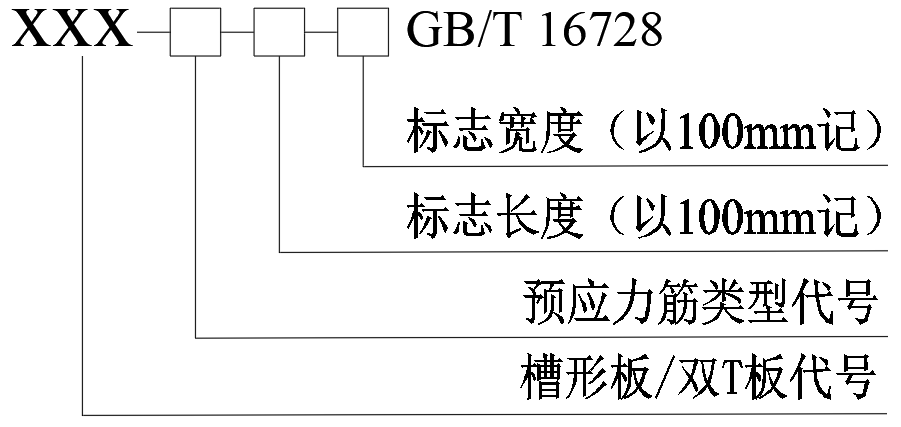 XXX—□—□—□ GB/T 16728
标志宽度（以100mm记）
标志长度（以100mm记）
预应力筋类型代号
槽形板/双T板代号